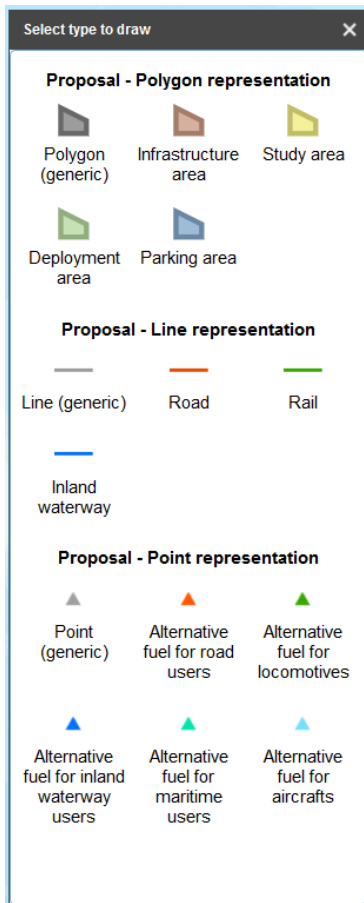 Select type to draw
Proposal - Polygon representation
Polygon (generic)
Infrastructure area
Study area
Deployment area
Parking area
Proposal - Line representation
Line (generic)
Road
Rail
Inland waterway
Proposal - Point representation
Point (generic)
Alternative fuel for road users
Alternative fuel for locomotives
Alternative fuel for inland waterway users
Alternative fuel for maritime users
Alternative fuel for aircrafts